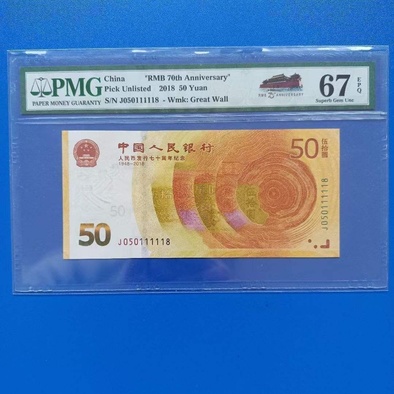 PMG
PAPER MONEY GUARANTY
China "RMB 70th Anniversary"
Pick Unlisted 2018 50 Yuan
S/N J050111118 - Wmk: Great Wall
67 EPQ
Superb Gem Unc
中国人民银行
人民币发行七十周年纪念
1948-2018
50
伍拾圆
J050111118
50
J050111118